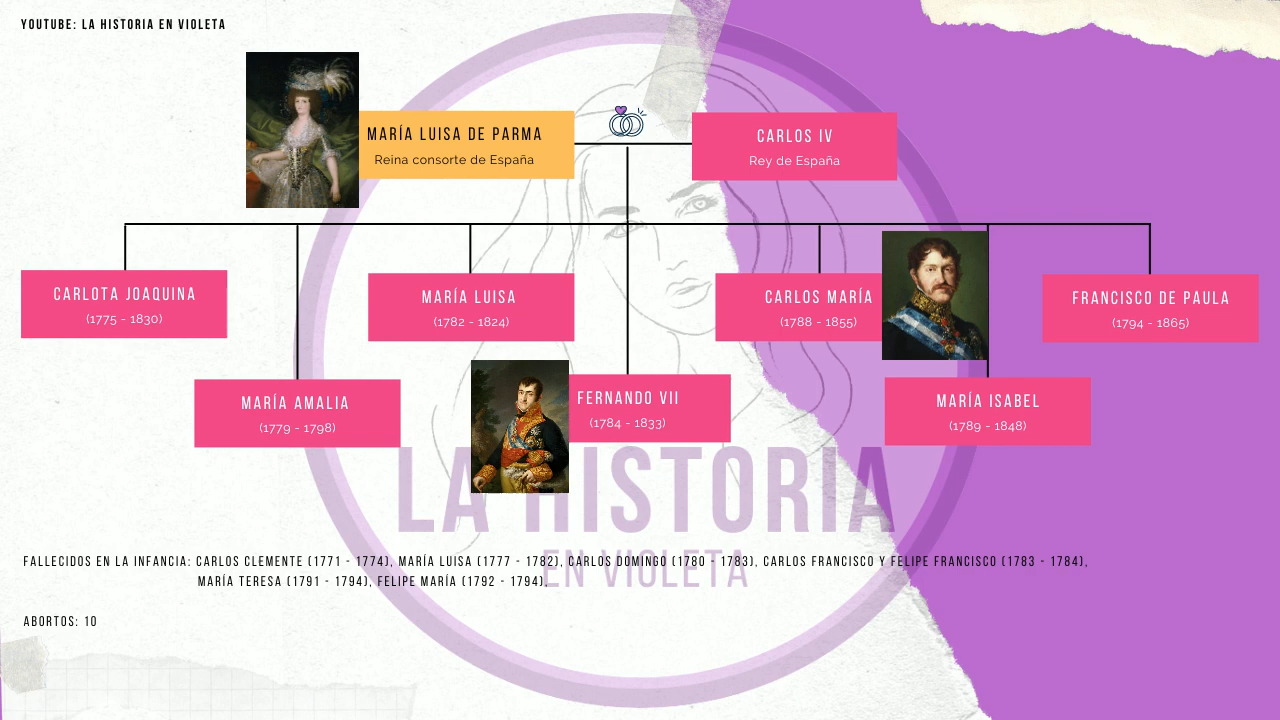 YOUTUBE: LA HISTORIA EN VIOLETA
MARÍA LUISA DE PARMA
Reina consorte de España
CARLOS IV
Rey de España
CARLOTA JOAQUINA
(1775 - 1830)
MARÍA LUISA
(1782 - 1824)
CARLOS MARÍA
(1788 - 1855)
FRANCISCO DE PAULA
(1794 - 1865)
MARÍA AMALIA
(1779 - 1798)
FERNANDO VII
(1784 - 1833)
MARÍA ISABEL
(1789 - 1848)
LA HISTORIA
EN VIOLETA
FALLECIDOS EN LA INFANCIA: CARLOS CLEMENTE (1771 - 1774), MARÍA LUISA (1777 - 1782), CARLOS DOMINGO (1780 - 1783), CARLOS FRANCISCO Y FELIPE FRANCISCO (1783 - 1784),
MARÍA TERESA (1791 - 1794), FELIPE MARÍA (1792 - 1794),
ABORTOS: 10